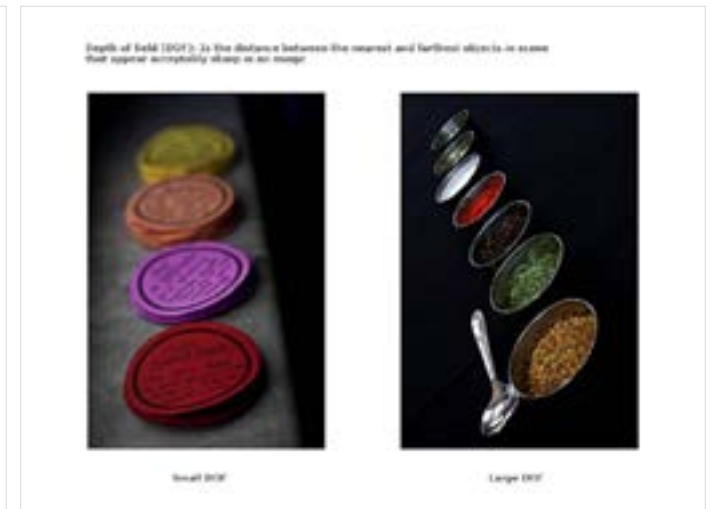 Depth of field (DOF): Is the distance between the nearest and farthest objects in scene
that appear acceptably sharp in an image
Small DOF
Large DOF